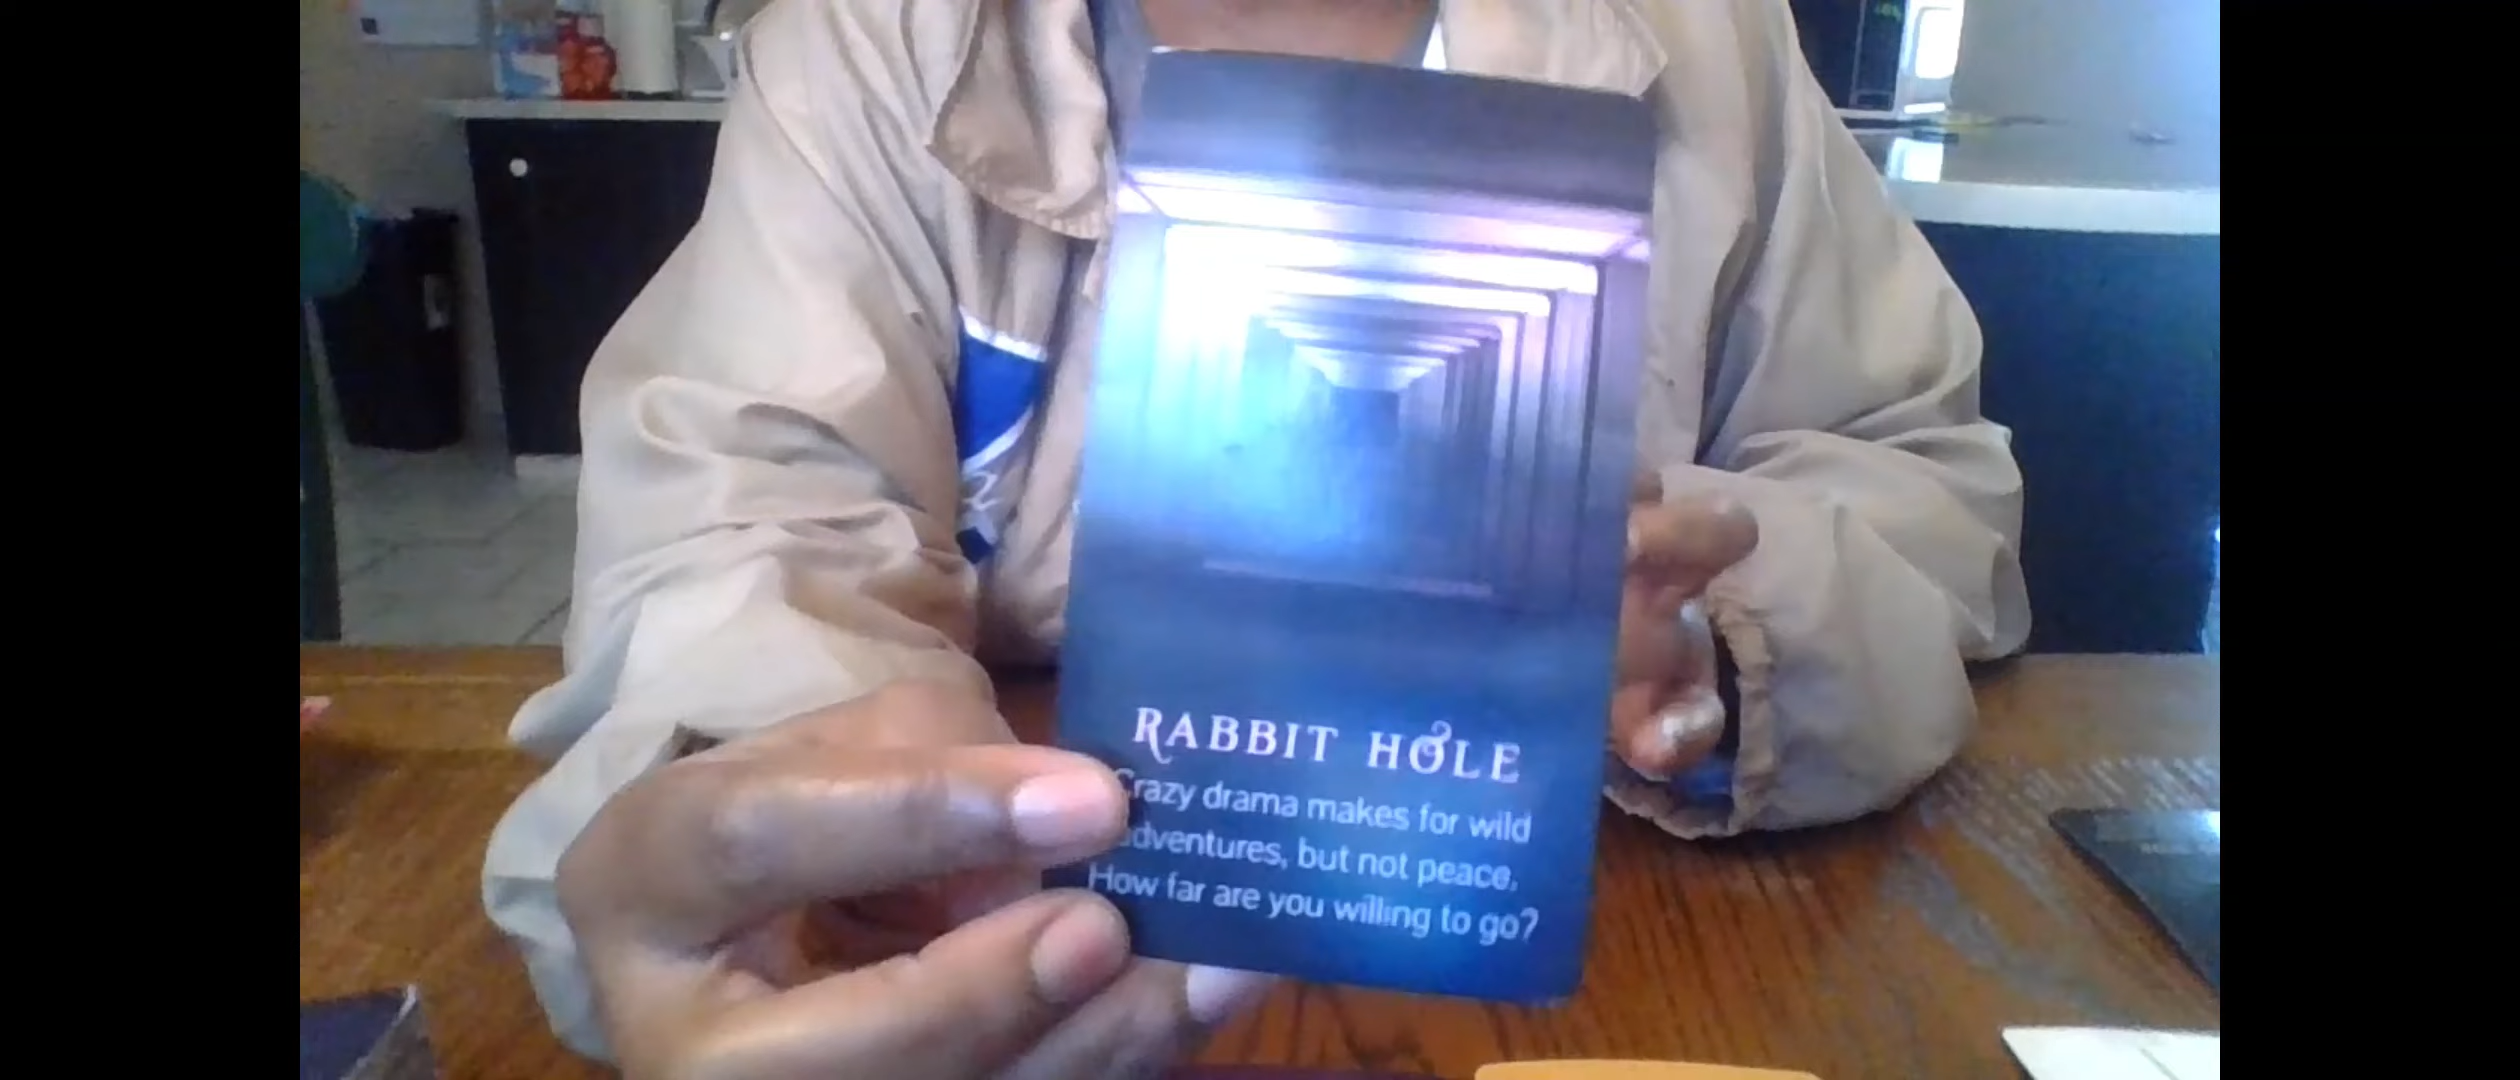 RABBIT HOLE
Crazy drama makes for wild
adventures, but not peace.
How far are you willing to go?